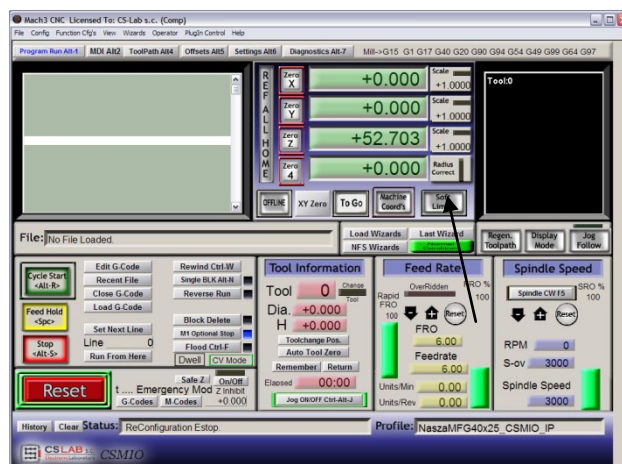 Mach3 CNC Licensed To: CS-Lab s.c. (Comp)
File Config Function Cfg's View Wizards Operator PlugIn Control Help
Program Run Alt-1 MDI Alt2 ToolPath Alt4 Offsets Alt5 Settings Alt6 Diagnostics Alt-7 Mill->G15 G1 G17 G40 G20 G90 G94 G54 G49 G99 G64 G97
REF ALL HOME
Zero X +0.000 Scale +1.0000
Zero Y +0.000 Scale +1.0000
Zero Z +52.703 Scale +1.0000
Zero 4 +0.000 Radius Correct
Tool:0
OFFLINE XY Zero To Go Machine Coord's Soft
File: No File Loaded.
Load Wizards Last Wizard
NFS Wizards
Regen. Toolpath Display Mode Jog Follow
Cycle Start <Alt-R>
Feed Hold <Spc>
Stop <Alt-S>
Edit G-Code Rewind Ctrl-W
Recent File Single BLK Alt-N
Close G-Code Reverse Run
Load G-Code
Block Delete
Set Next Line M1 Optional Stop
Line 0 Flood Ctrl-F
Run From Here Dwell CV Mode
Reset
t .... Emergency Mod
Safe Z On/Off
Z Inhibit
G-Codes M-Codes +0.000
Tool Information
Tool 0 Change Tool
Dia. +0.000
H +0.000
Toolchange Pos.
Auto Tool Zero
Remember Return
Elapsed 00:00
Jog ON/OFF Ctrl-Alt-J
Feed Rate
OverRidden FRO %
Rapid FRO 100 Reset 100
FRO
6.00
Feedrate
6.00
Units/Min 0.00
Units/Rev 0.00
Spindle Speed
Spindle CW F5 SRO % 100
Reset
RPM 0
S-ov 3000
Spindle Speed
3000
History Clear Status: ReConfiguration Estop. Profile: NaszaMFG40x25_CSMIO_IP
CSLAB s.c. CSMIO